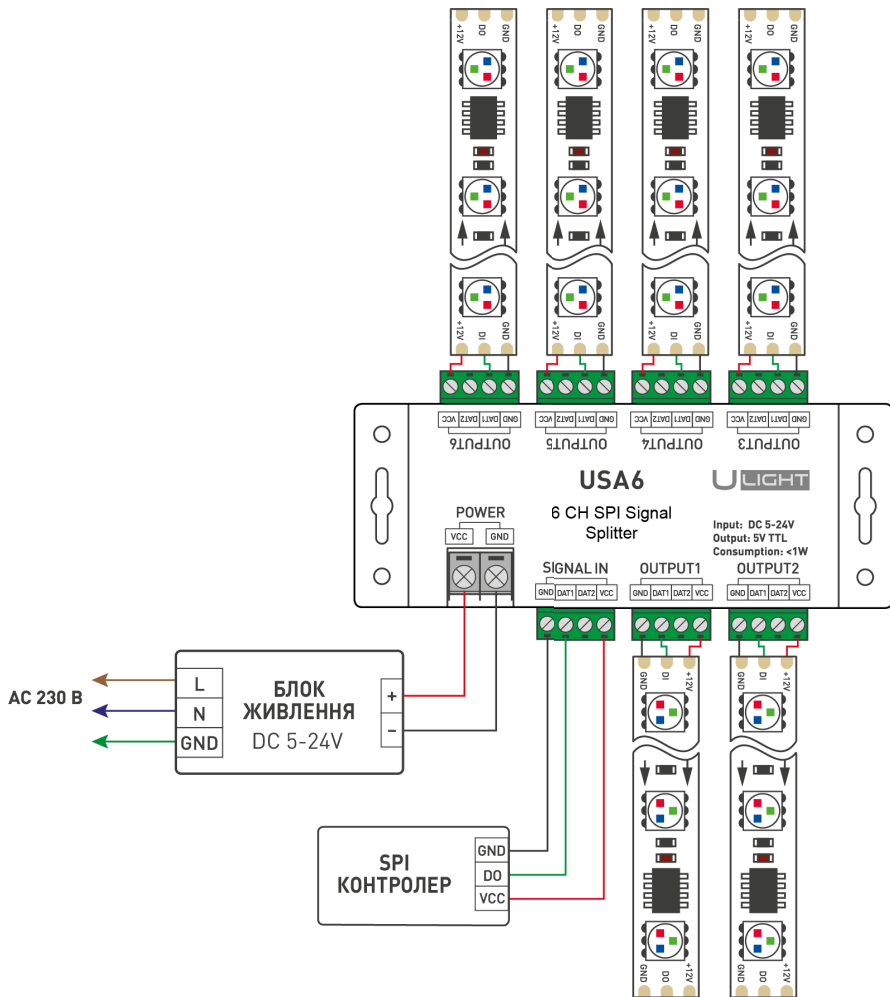 +12V DO GND
+12V DO GND
+12V DO GND
+12V DO GND
+12V DI GND
+12V DI GND
+12V DI GND
+12V DI GND
VCC DAT2 DAT1 GND
VCC DAT2 DAT1 GND
VCC DAT2 DAT1 GND
VCC DAT2 DAT1 GND
OUTPUT6
OUTPUT5
OUTPUT4
OUTPUT3
USA6
U LIGHT
6 CH SPI Signal
Splitter
POWER
VCC GND
Input: DC 5-24V
Output: 5V TTL
Consumption: <1W
SIGNAL IN
OUTPUT1
OUTPUT2
GND DAT1 DAT2 VCC
GND DAT1 DAT2 VCC
GND DAT1 DAT2 VCC
AC 230 В
L
N
GND
БЛОК
ЖИВЛЕННЯ
DC 5-24V
+
−
GND DI +12V
GND DI +12V
SPI
КОНТРОЛЕР
GND
DO
VCC
GND DO +12V
GND DO +12V